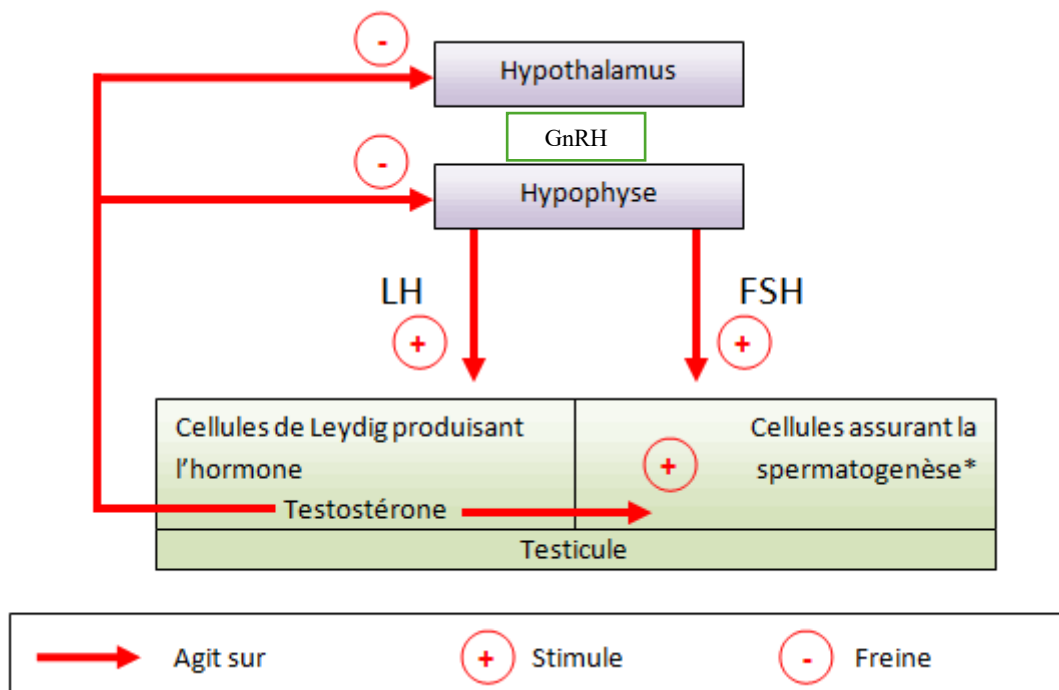 -
Hypothalamus
GnRH
-
Hypophyse
LH
FSH
+
+
Cellules de Leydig produisant
l'hormone
Testostérone
+
Cellules assurant la
spermatogenèse*
Testicule
Agit sur
+ Stimule
- Freine